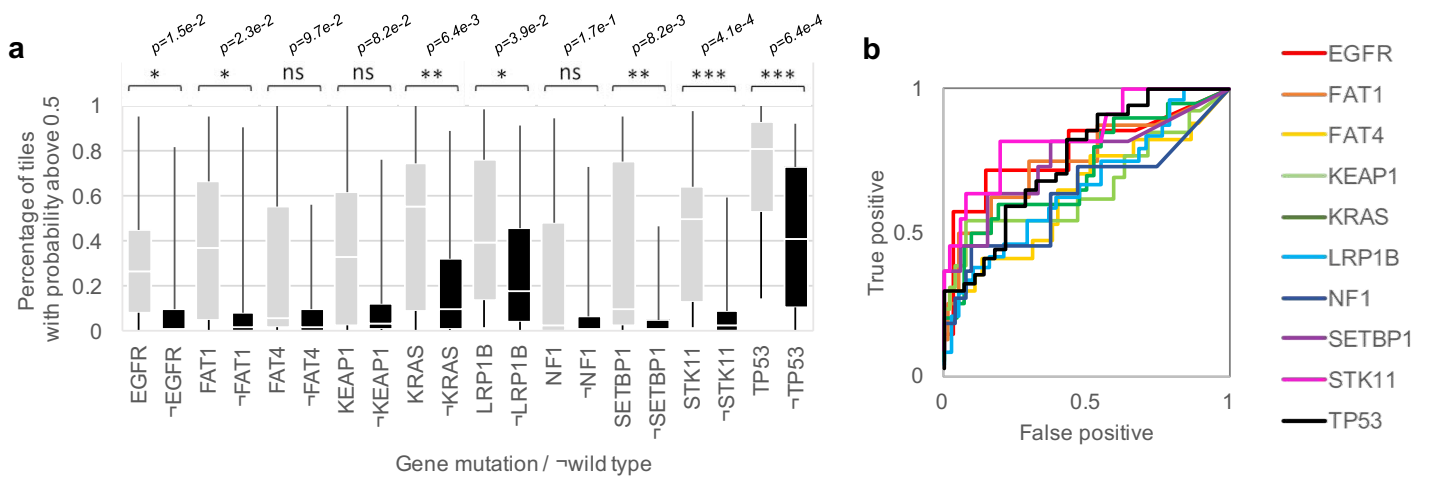 a
p=1.5e-2
p=2.3e-2
p=9.7e-2
p=8.2e-2
p=6.4e-3
p=3.9e-2
p=1.7e-1
p=8.2e-3
p=4.1e-4
p=6.4e-4
* * ns ns ** * ns ** *** ***
Percentage of tiles
with probability above 0.5
1
0.8
0.6
0.4
0.2
0
EGFR
¬EGFR
FAT1
¬FAT1
FAT4
¬FAT4
KEAP1
¬KEAP1
KRAS
¬KRAS
LRP1B
¬LRP1B
NF1
¬NF1
SETBP1
¬SETBP1
STK11
¬STK11
TP53
¬TP53
Gene mutation / ¬wild type
b
True positive
1
0.5
0
0 0.5 1
False positive
EGFR
FAT1
FAT4
KEAP1
KRAS
LRP1B
NF1
SETBP1
STK11
TP53